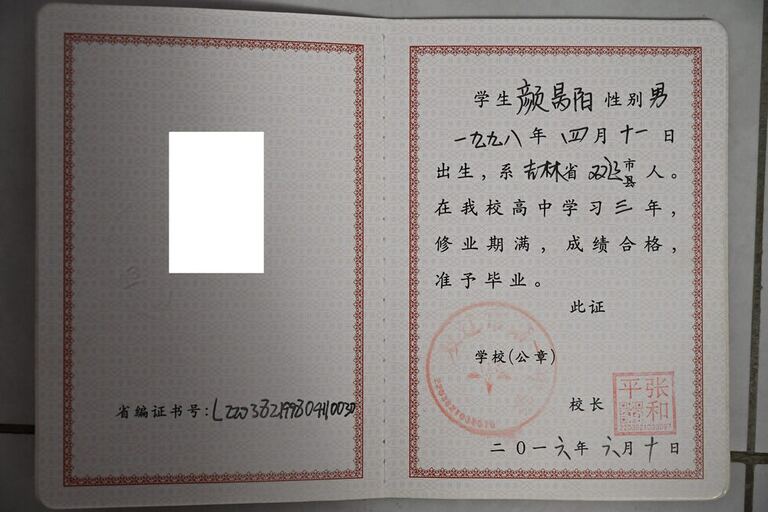 学生颜阳性别男
一九九八年四月十一日
出生，系吉林省双辽市县人。
在我校高中学习三年，
修业期满，成绩合格，
准予毕业。
此证
学校(公章)
校长
张和平
二〇一六年六月十日
省编证书号:L220382199804110030